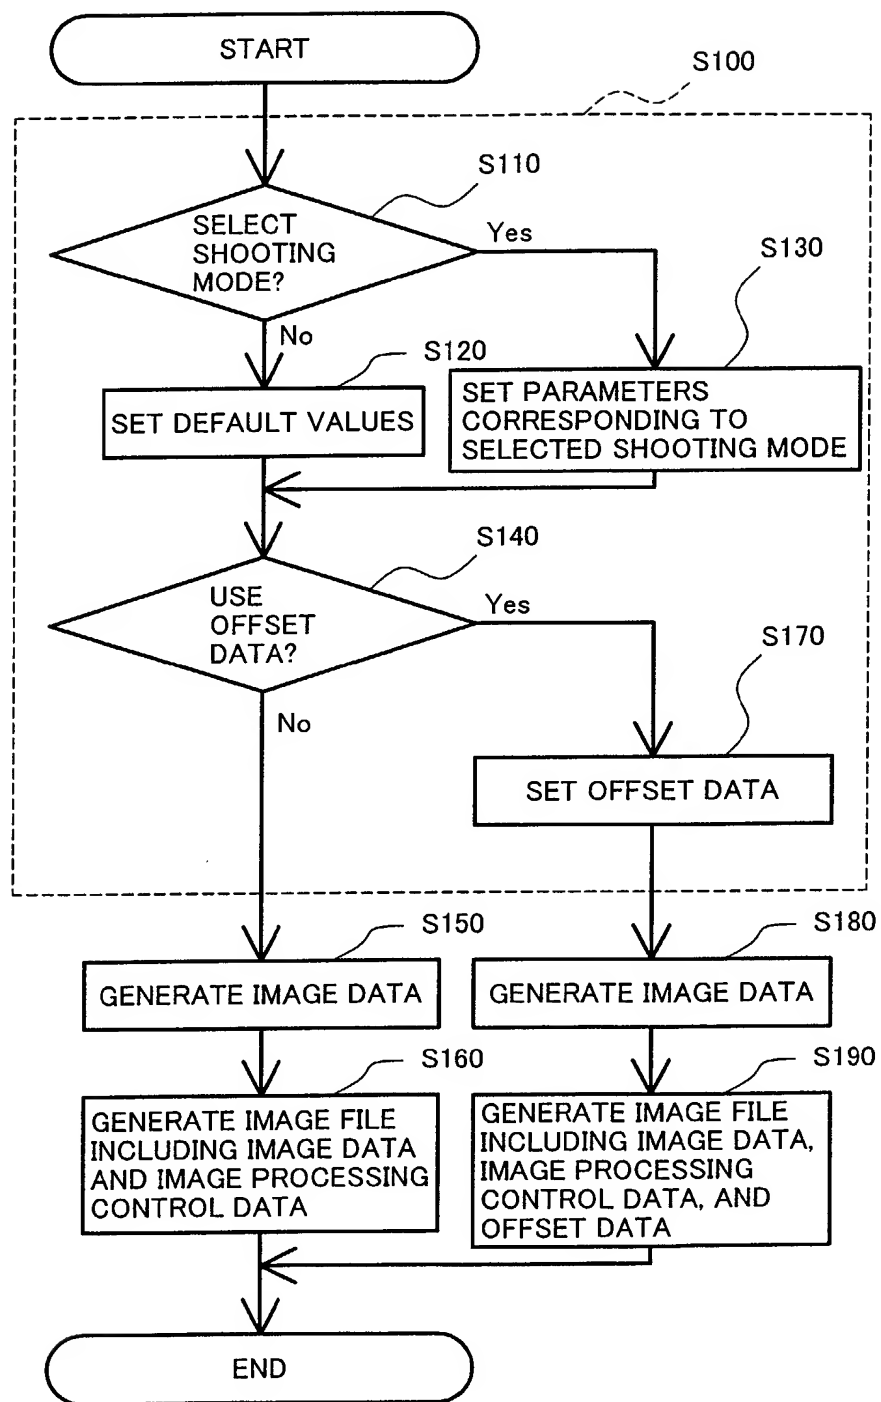 START
S100
S110
SELECT
SHOOTING
MODE?
Yes
S130
No
S120
SET DEFAULT VALUES
SET PARAMETERS
CORRESPONDING TO
SELECTED SHOOTING MODE
S140
USE
OFFSET
DATA?
Yes
S170
No
SET OFFSET DATA
S150
S180
GENERATE IMAGE DATA
GENERATE IMAGE DATA
S160
S190
GENERATE IMAGE FILE
INCLUDING IMAGE DATA
AND IMAGE PROCESSING
CONTROL DATA
GENERATE IMAGE FILE
INCLUDING IMAGE DATA,
IMAGE PROCESSING
CONTROL DATA, AND
OFFSET DATA
END